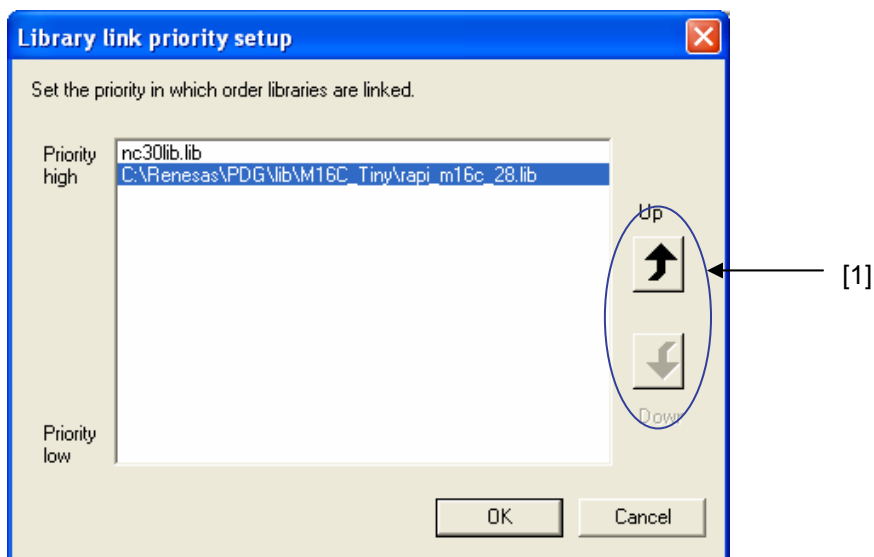 Library link priority setup
Set the priority in which order libraries are linked.
Priority
high
nc30lib.lib
C:\Renesas\PDG\lib\M16C_Tiny\rapi_m16c_28.lib
Up
[1]
Down
Priority
low
OK
Cancel